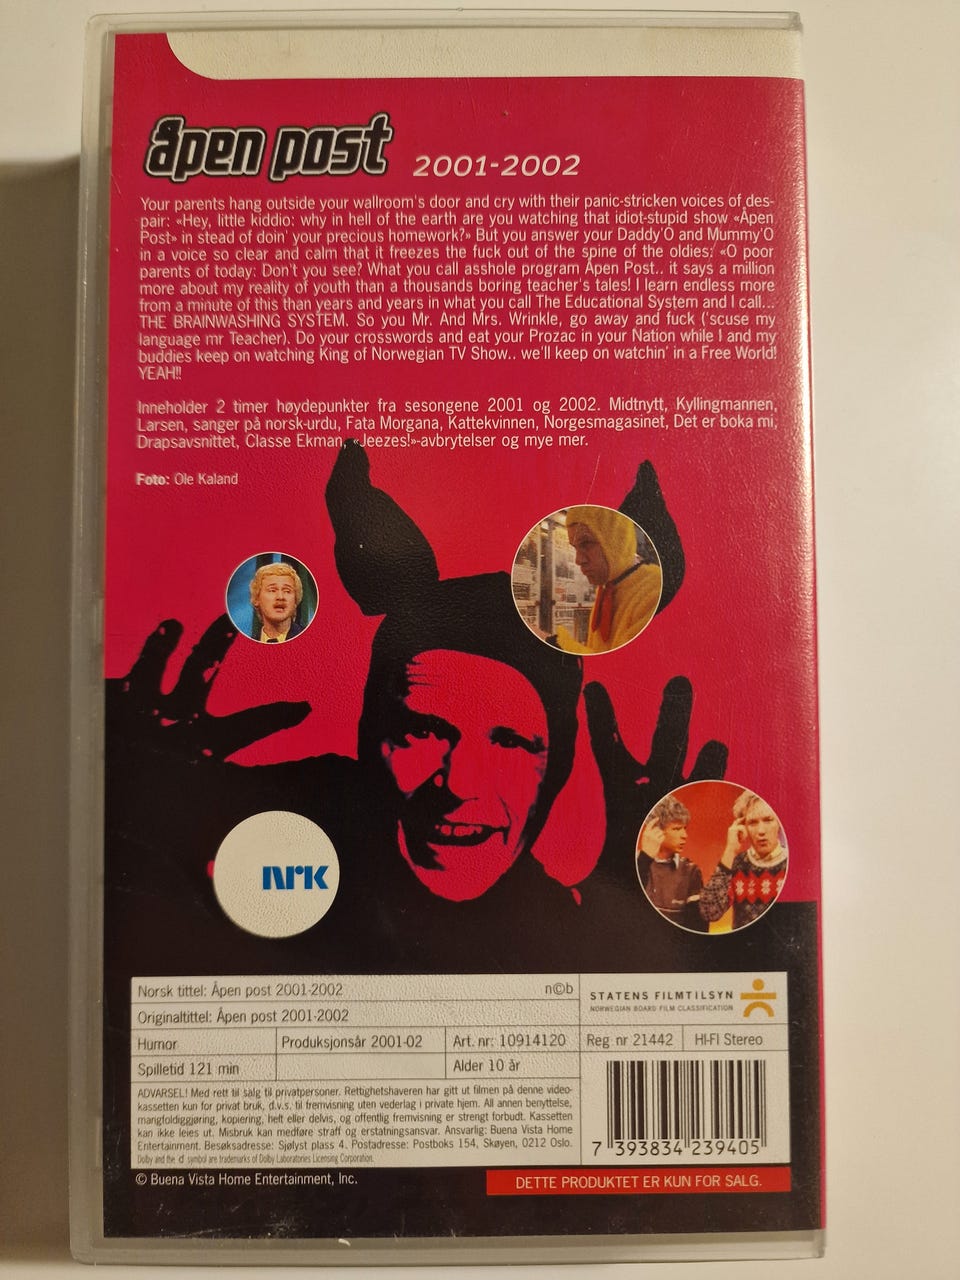 åpen post 2001-2002
Your parents hang outside your wallroom's door and cry with their panic-stricken voices of des-
pair: «Hey, little kiddio: why in hell of the earth are you watching that idiot-stupid show «Åpen
Post» in stead of doin' your precious homework?» But you answer your Daddy'O and Mummy'O
in a voice so clear and calm that it freezes the fuck out of the spine of the oldies: «O poor
parents of today: Don't you see? What you call asshole program Åpen Post.. it says a million
more about my reality of youth than a thousands boring teacher's tales! I learn endless more
from a minute of this than years and years in what you call The Educational System and I call...
THE BRAINWASHING SYSTEM. So you Mr. And Mrs. Wrinkle, go away and fuck ('scuse my
language mr Teacher). Do your crosswords and eat your Prozac in your Nation while I and my
buddies keep on watching King of Norwegian TV Show.. we'll keep on watchin' in a Free World!
YEAH!!
Inneholder 2 timer høydepunkter fra sesongene 2001 og 2002. Midtnytt, Kyllingmannen,
Larsen, sanger på norsk-urdu, Fata Morgana, Kattekvinnen, Norgesmagasinet, Det er boka mi,
Drapsavsnittet, Classe Ekman, «Jeezes!»-avbrytelser og mye mer.
Foto: Ole Kaland
NRK
Norsk tittel: Åpen post 2001-2002 n©b
Originaltittel: Åpen post 2001-2002
STATENS FILMTILSYN
NORWEGIAN BOARD FILM CLASSIFICATION
Humor Produksjonsår 2001-02 Art. nr: 10914120 Reg nr 21442 HI-FI Stereo
Spilletid 121 min Alder 10 år
ADVARSEL! Med rett til salg til privatpersoner. Rettighetshaveren har gitt ut filmen på denne video-
kassetten kun for privat bruk, d.v.s. til fremvisning uten vederlag i private hjem. All annen benyttelse,
mangfoldiggjøring, kopiering, helt eller delvis, og offentlig fremvisning er strengt forbudt. Kassetten
kan ikke leies ut. Misbruk kan medføre straff og erstatningsansvar. Ansvarlig: Buena Vista Home
Entertainment. Besøksadresse: Sjølyst plass 4. Postadresse: Postboks 154, Skøyen, 0212 Oslo.
Dolby and the d symbol are trademarks of Dolby Laboratories Licensing Corporation.
7 393834 239405
© Buena Vista Home Entertainment, Inc.
DETTE PRODUKTET ER KUN FOR SALG.